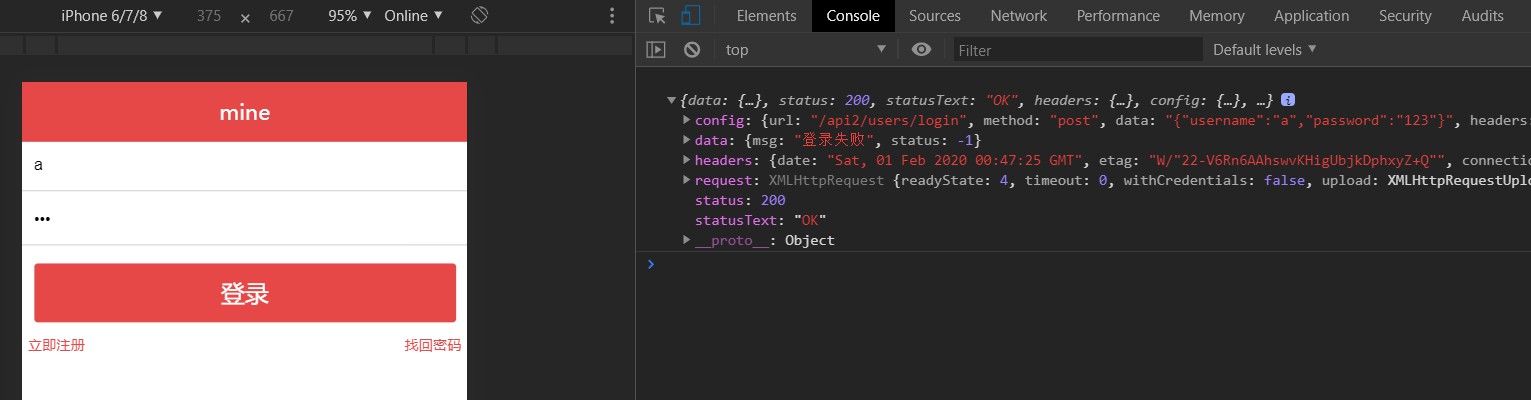 iPhone 6/7/8 ▼ 375 × 667 95% ▼ Online ▼
Elements Console Sources Network Performance Memory Application Security Audits
top ▼ Filter Default levels ▼
mine
a
•••
登录
立即注册 找回密码
▼{data: {…}, status: 200, statusText: "OK", headers: {…}, config: {…}, …} i
▶config: {url: "/api2/users/login", method: "post", data: "{"username":"a","password":"123"}", headers:
▶data: {msg: "登录失败", status: -1}
▶headers: {date: "Sat, 01 Feb 2020 00:47:25 GMT", etag: "W/"22-V6Rn6AAhswvKHigUbjkDphxyZ+Q"", connectio
▶request: XMLHttpRequest {readyState: 4, timeout: 0, withCredentials: false, upload: XMLHttpRequestUplo
status: 200
statusText: "OK"
▶__proto__: Object
>